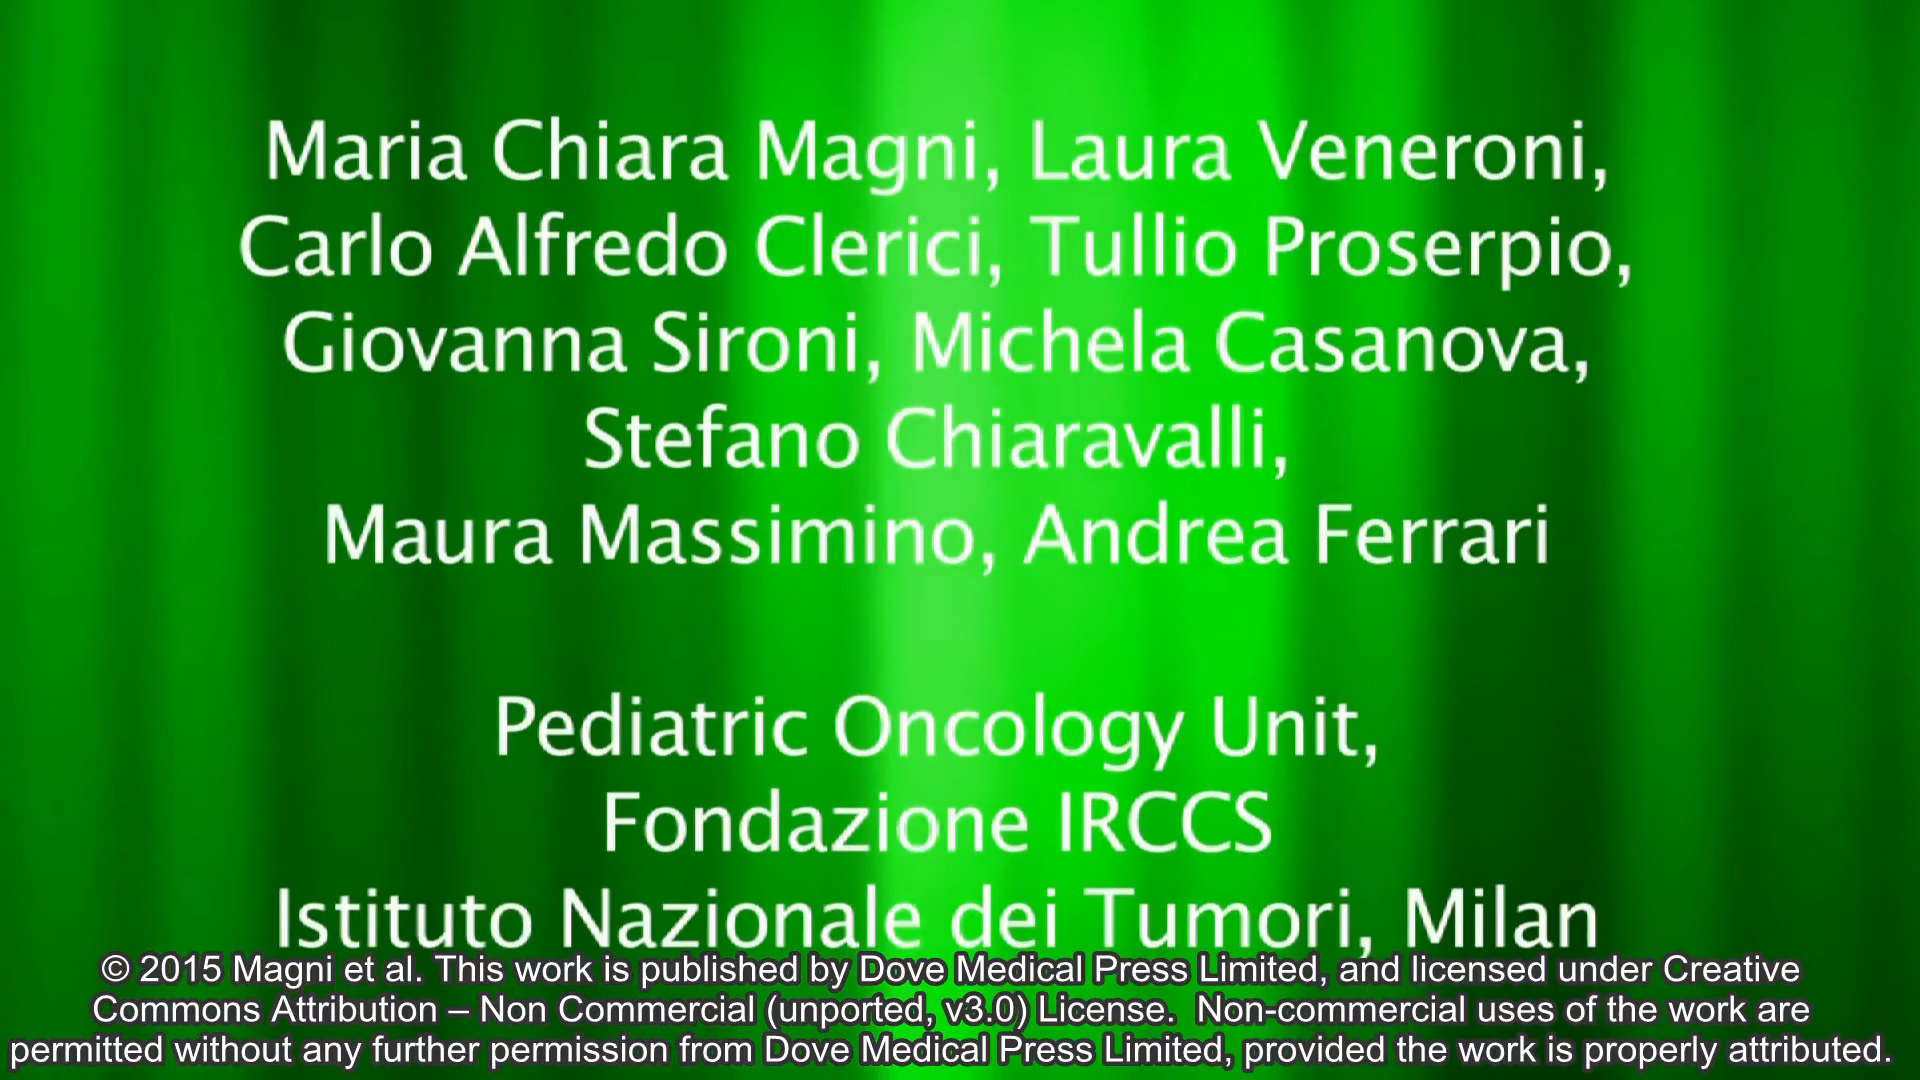 Maria Chiara Magni, Laura Veneroni,
Carlo Alfredo Clerici, Tullio Proserpio,
Giovanna Sironi, Michela Casanova,
Stefano Chiaravalli,
Maura Massimino, Andrea Ferrari
Pediatric Oncology Unit,
Fondazione IRCCS
Istituto Nazionale dei Tumori, Milan
© 2015 Magni et al. This work is published by Dove Medical Press Limited, and licensed under Creative
Commons Attribution – Non Commercial (unported, v3.0) License.  Non-commercial uses of the work are
permitted without any further permission from Dove Medical Press Limited, provided the work is properly attributed.